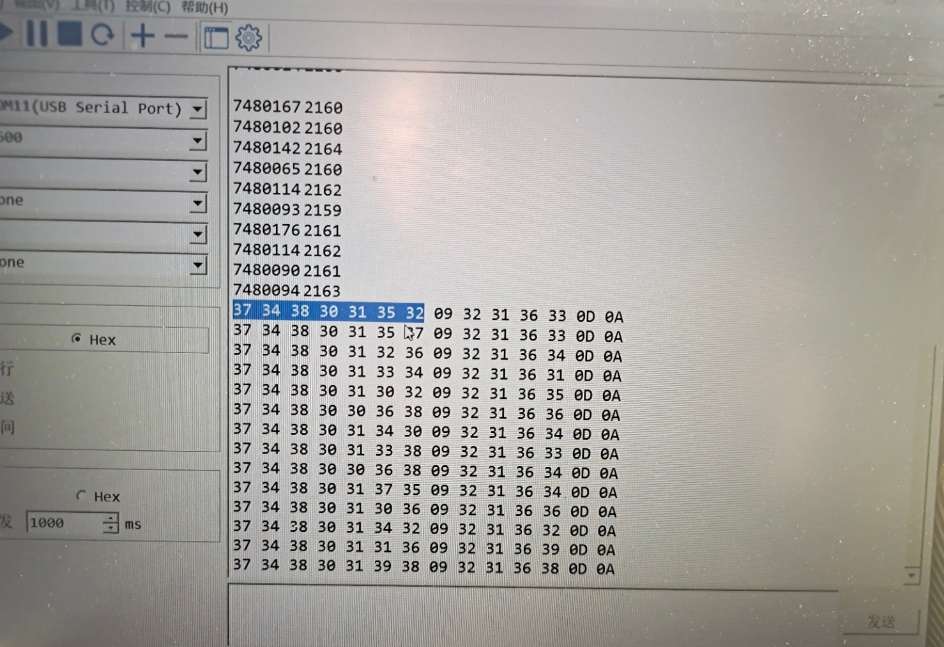 视图(V) 工具(T) 控制(C) 帮助(H)
OM11(USB Serial Port)
600
one
one
Hex
行
送
间
Hex
发 1000 ms
7480167 2160
7480102 2160
7480142 2164
7480065 2160
7480114 2162
7480093 2159
7480176 2161
7480114 2162
7480090 2161
7480094 2163
37 34 38 30 31 35 32 09 32 31 36 33 0D 0A
37 34 38 30 31 35 37 09 32 31 36 33 0D 0A
37 34 38 30 31 32 36 09 32 31 36 34 0D 0A
37 34 38 30 31 33 34 09 32 31 36 31 0D 0A
37 34 38 30 31 30 32 09 32 31 36 35 0D 0A
37 34 38 30 30 36 38 09 32 31 36 36 0D 0A
37 34 38 30 31 34 30 09 32 31 36 34 0D 0A
37 34 38 30 31 33 38 09 32 31 36 33 0D 0A
37 34 38 30 30 36 38 09 32 31 36 34 0D 0A
37 34 38 30 31 37 35 09 32 31 36 34 0D 0A
37 34 38 30 31 30 36 09 32 31 36 36 0D 0A
37 34 38 30 31 34 32 09 32 31 36 32 0D 0A
37 34 38 30 31 31 36 09 32 31 36 39 0D 0A
37 34 38 30 31 39 38 09 32 31 36 38 0D 0A
发送